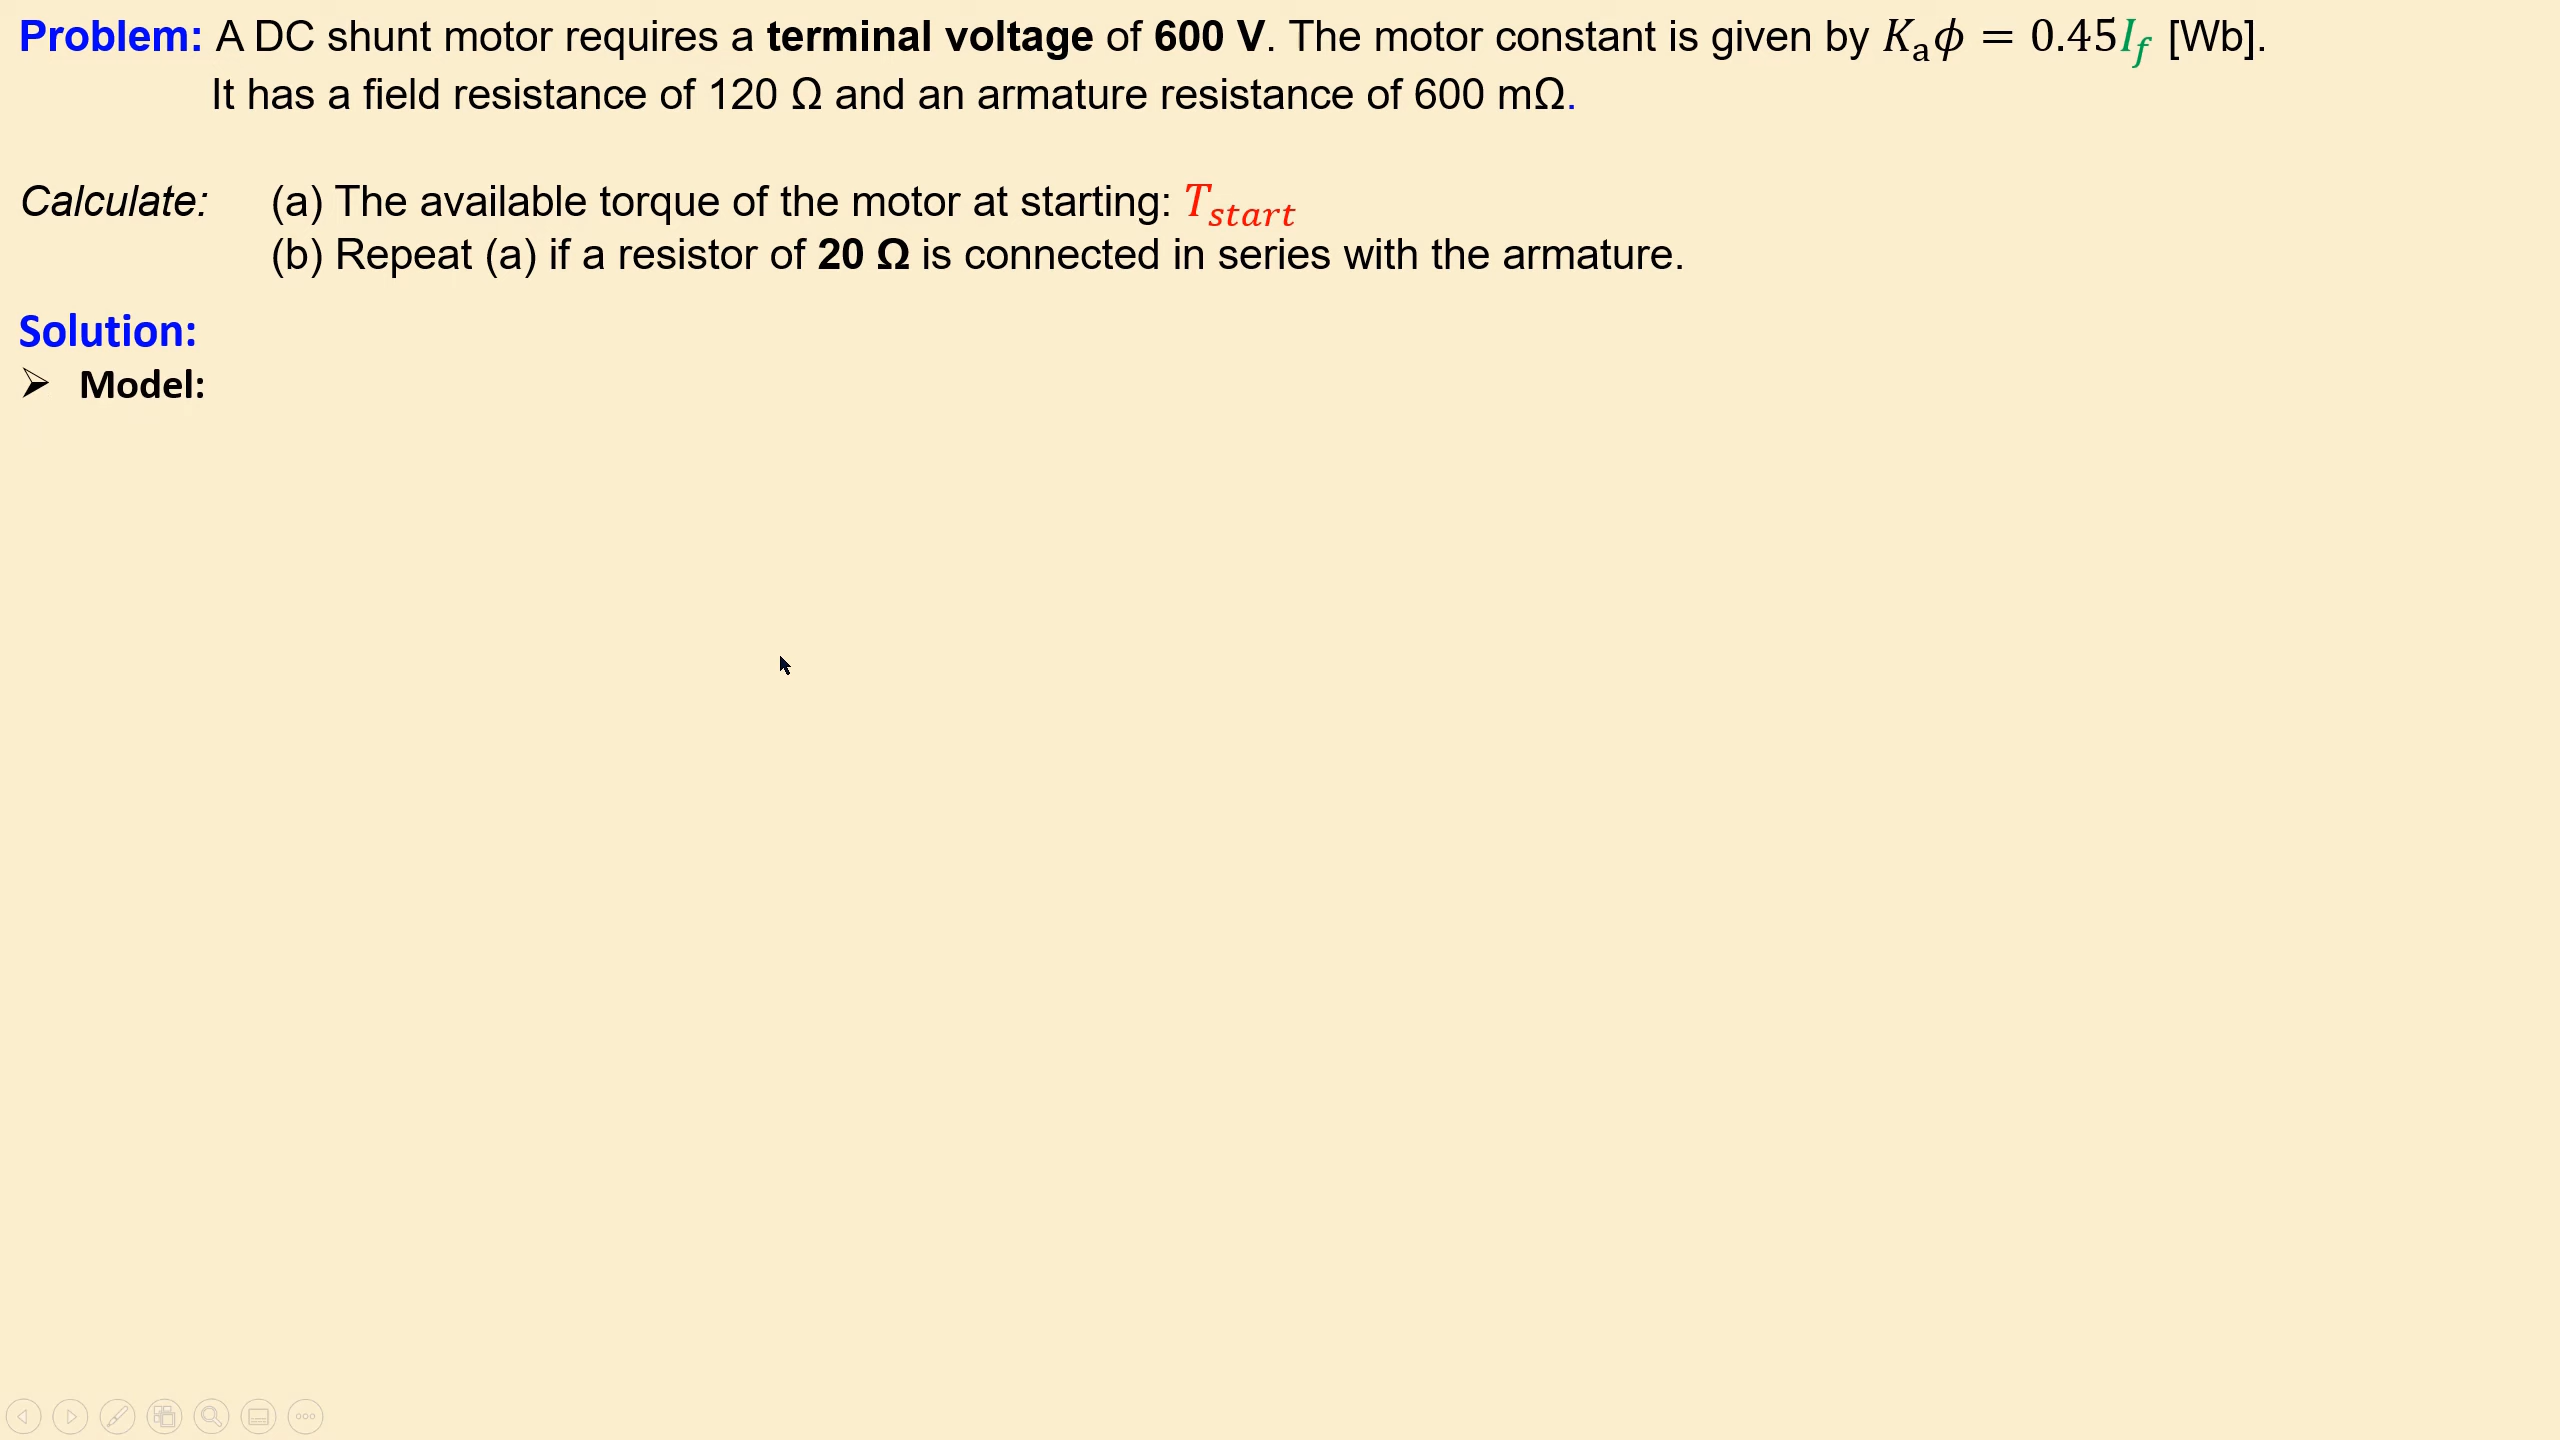 Problem: A DC shunt motor requires a terminal voltage of 600 V. The motor constant is given by Kₐϕ = 0.45I_f [Wb].
It has a field resistance of 120 Ω and an armature resistance of 600 mΩ.
Calculate: (a) The available torque of the motor at starting: T_start
(b) Repeat (a) if a resistor of 20 Ω is connected in series with the armature.
Solution:
➢ Model: